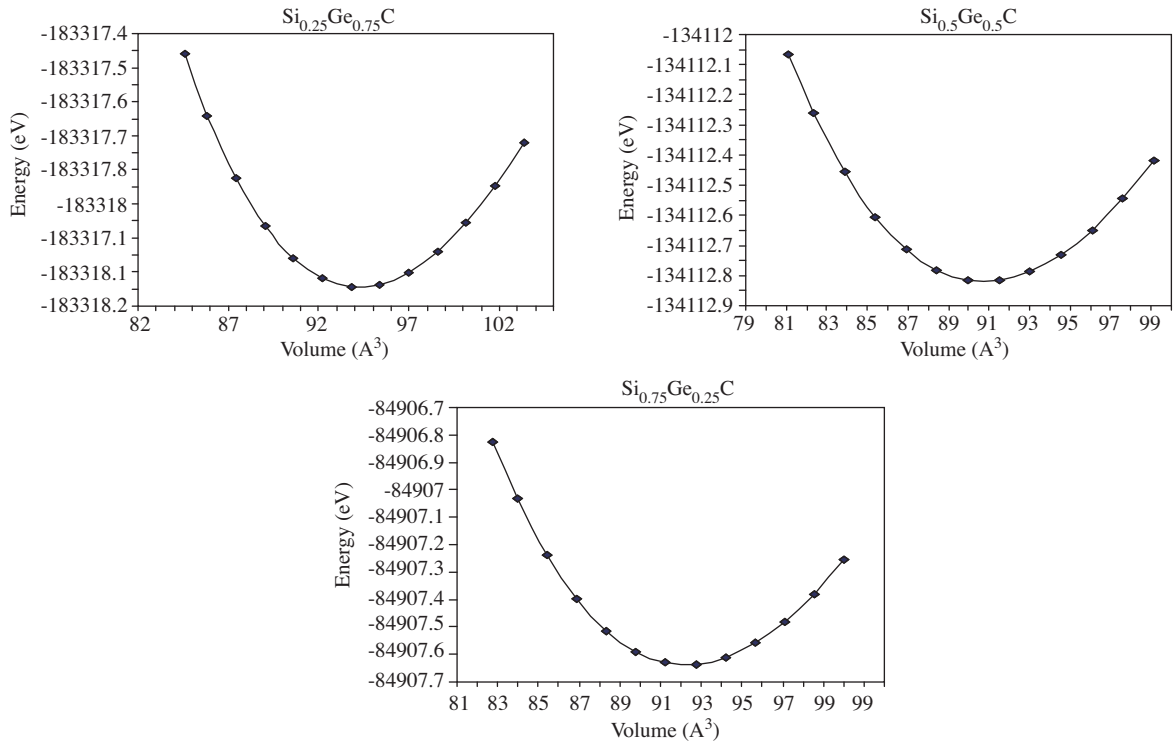 Si0.25Ge0.75C
-183317.4
-183317.5
-183317.6
-183317.7
-183317.8
-183318
-183317.1
-183318.1
-183318.2
Energy (eV)
82 87 92 97 102
Volume (A3)
Si0.5Ge0.5C
-134112
-134112.1
-134112.2
-134112.3
-134112.4
-134112.5
-134112.6
-134112.7
-134112.8
-134112.9
Energy (eV)
79 81 83 85 87 89 91 93 95 97 99
Volume (A3)
Si0.75Ge0.25C
-84906.7
-84906.8
-84906.9
-84907
-84907.1
-84907.2
-84907.3
-84907.4
-84907.5
-84907.6
-84907.7
Energy (eV)
81 83 85 87 89 91 93 95 97 99 99
Volume (A3)